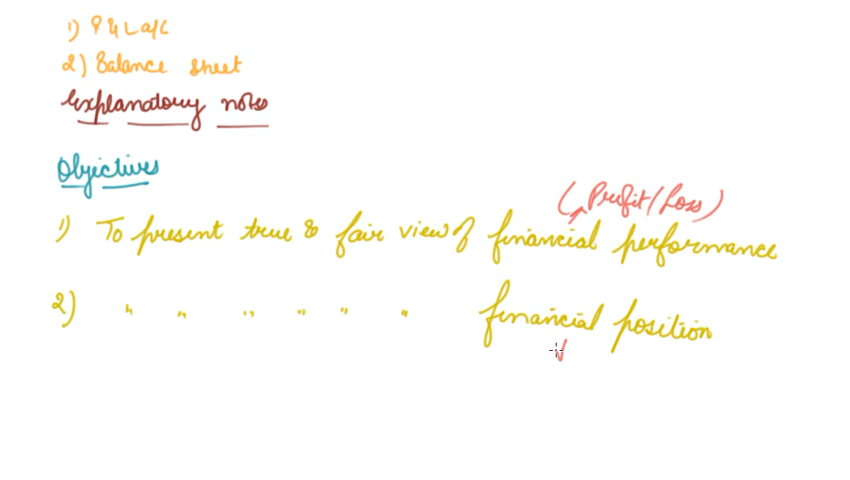 1) P & L a/c
2) Balance sheet
Explanatory notes
Objectives
(Profit/Loss)
1) To present true & fair view of financial performance
2) " " " " " " financial position